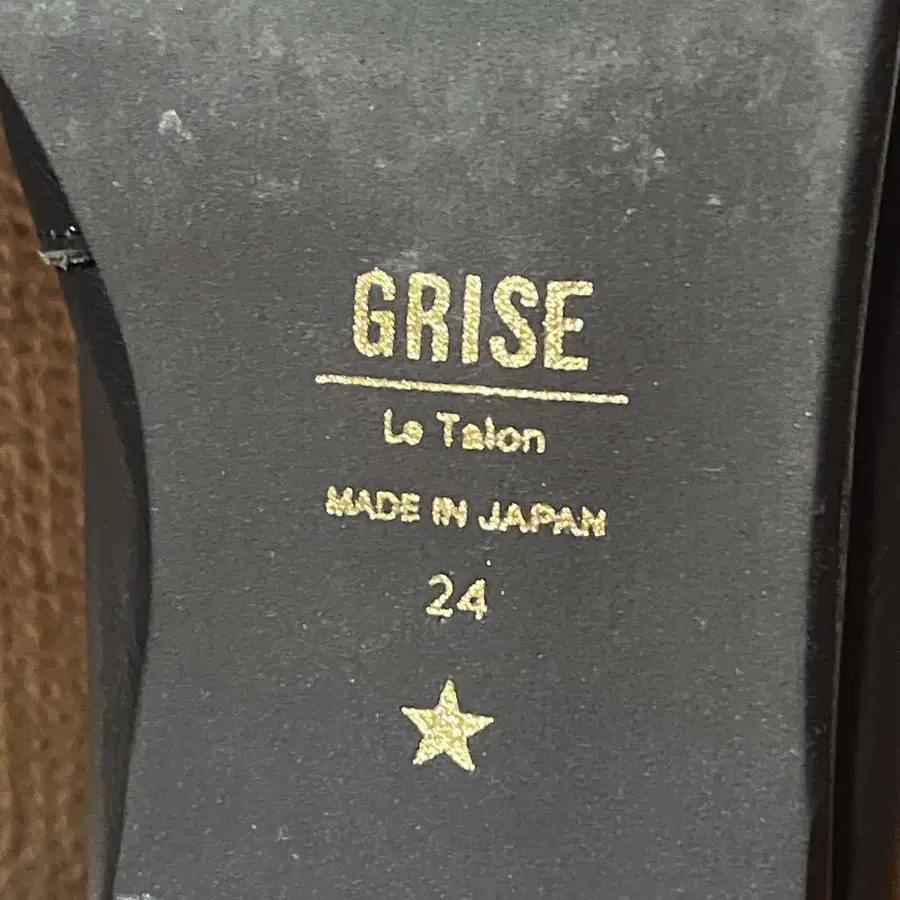 GRISE
Le Talon
MADE IN JAPAN
24